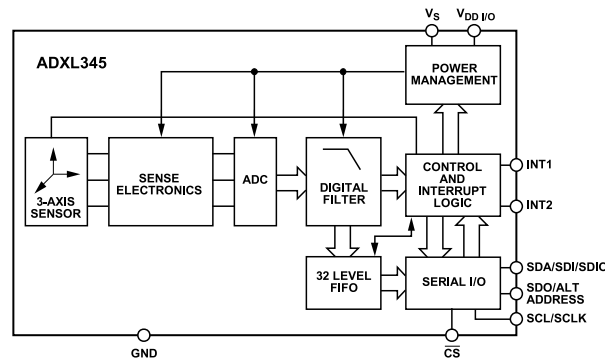 ADXL345
VS
VDD I/O
POWER
MANAGEMENT
3-AXIS
SENSOR
SENSE
ELECTRONICS
ADC
DIGITAL
FILTER
CONTROL
AND
INTERRUPT
LOGIC
INT1
INT2
32 LEVEL
FIFO
SERIAL I/O
SDA/SDI/SDIO
SDO/ALT
ADDRESS
SCL/SCLK
GND
CS